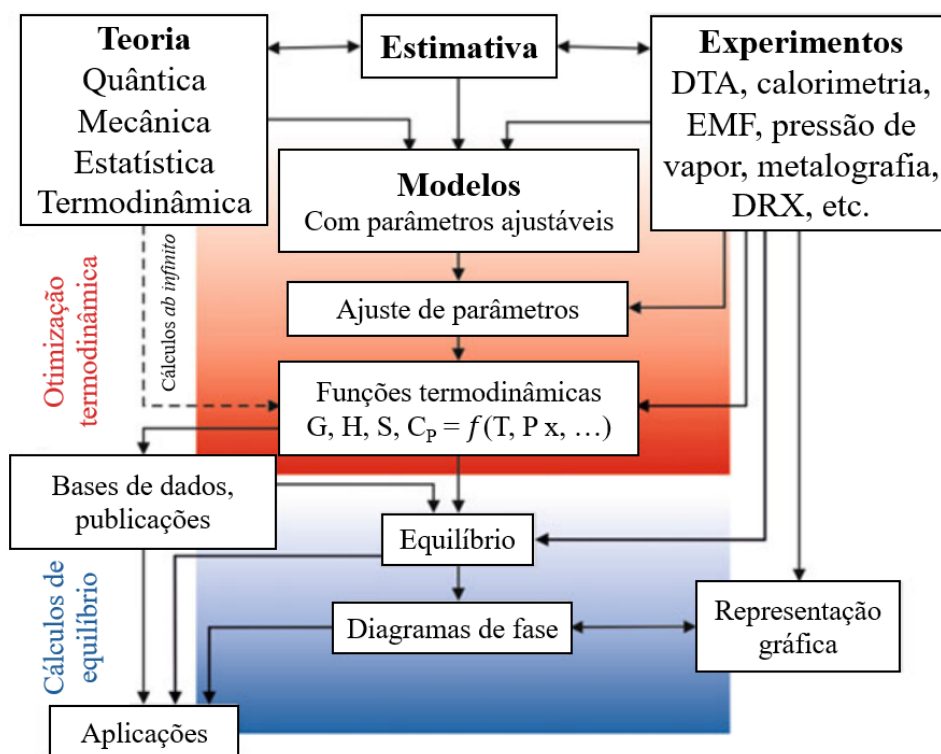 Teoria
Quântica
Mecânica
Estatística
Termodinâmica
Estimativa
Experimentos
DTA, calorimetria,
EMF, pressão de
vapor, metalografia,
DRX, etc.
Modelos
Com parâmetros ajustáveis
Otimização
termodinâmica
Cálculos ab infinito
Ajuste de parâmetros
Funções termodinâmicas
G, H, S, C_P = f(T, P x, …)
Bases de dados,
publicações
Equilíbrio
Cálculos de
equilíbrio
Diagramas de fase
Representação
gráfica
Aplicações